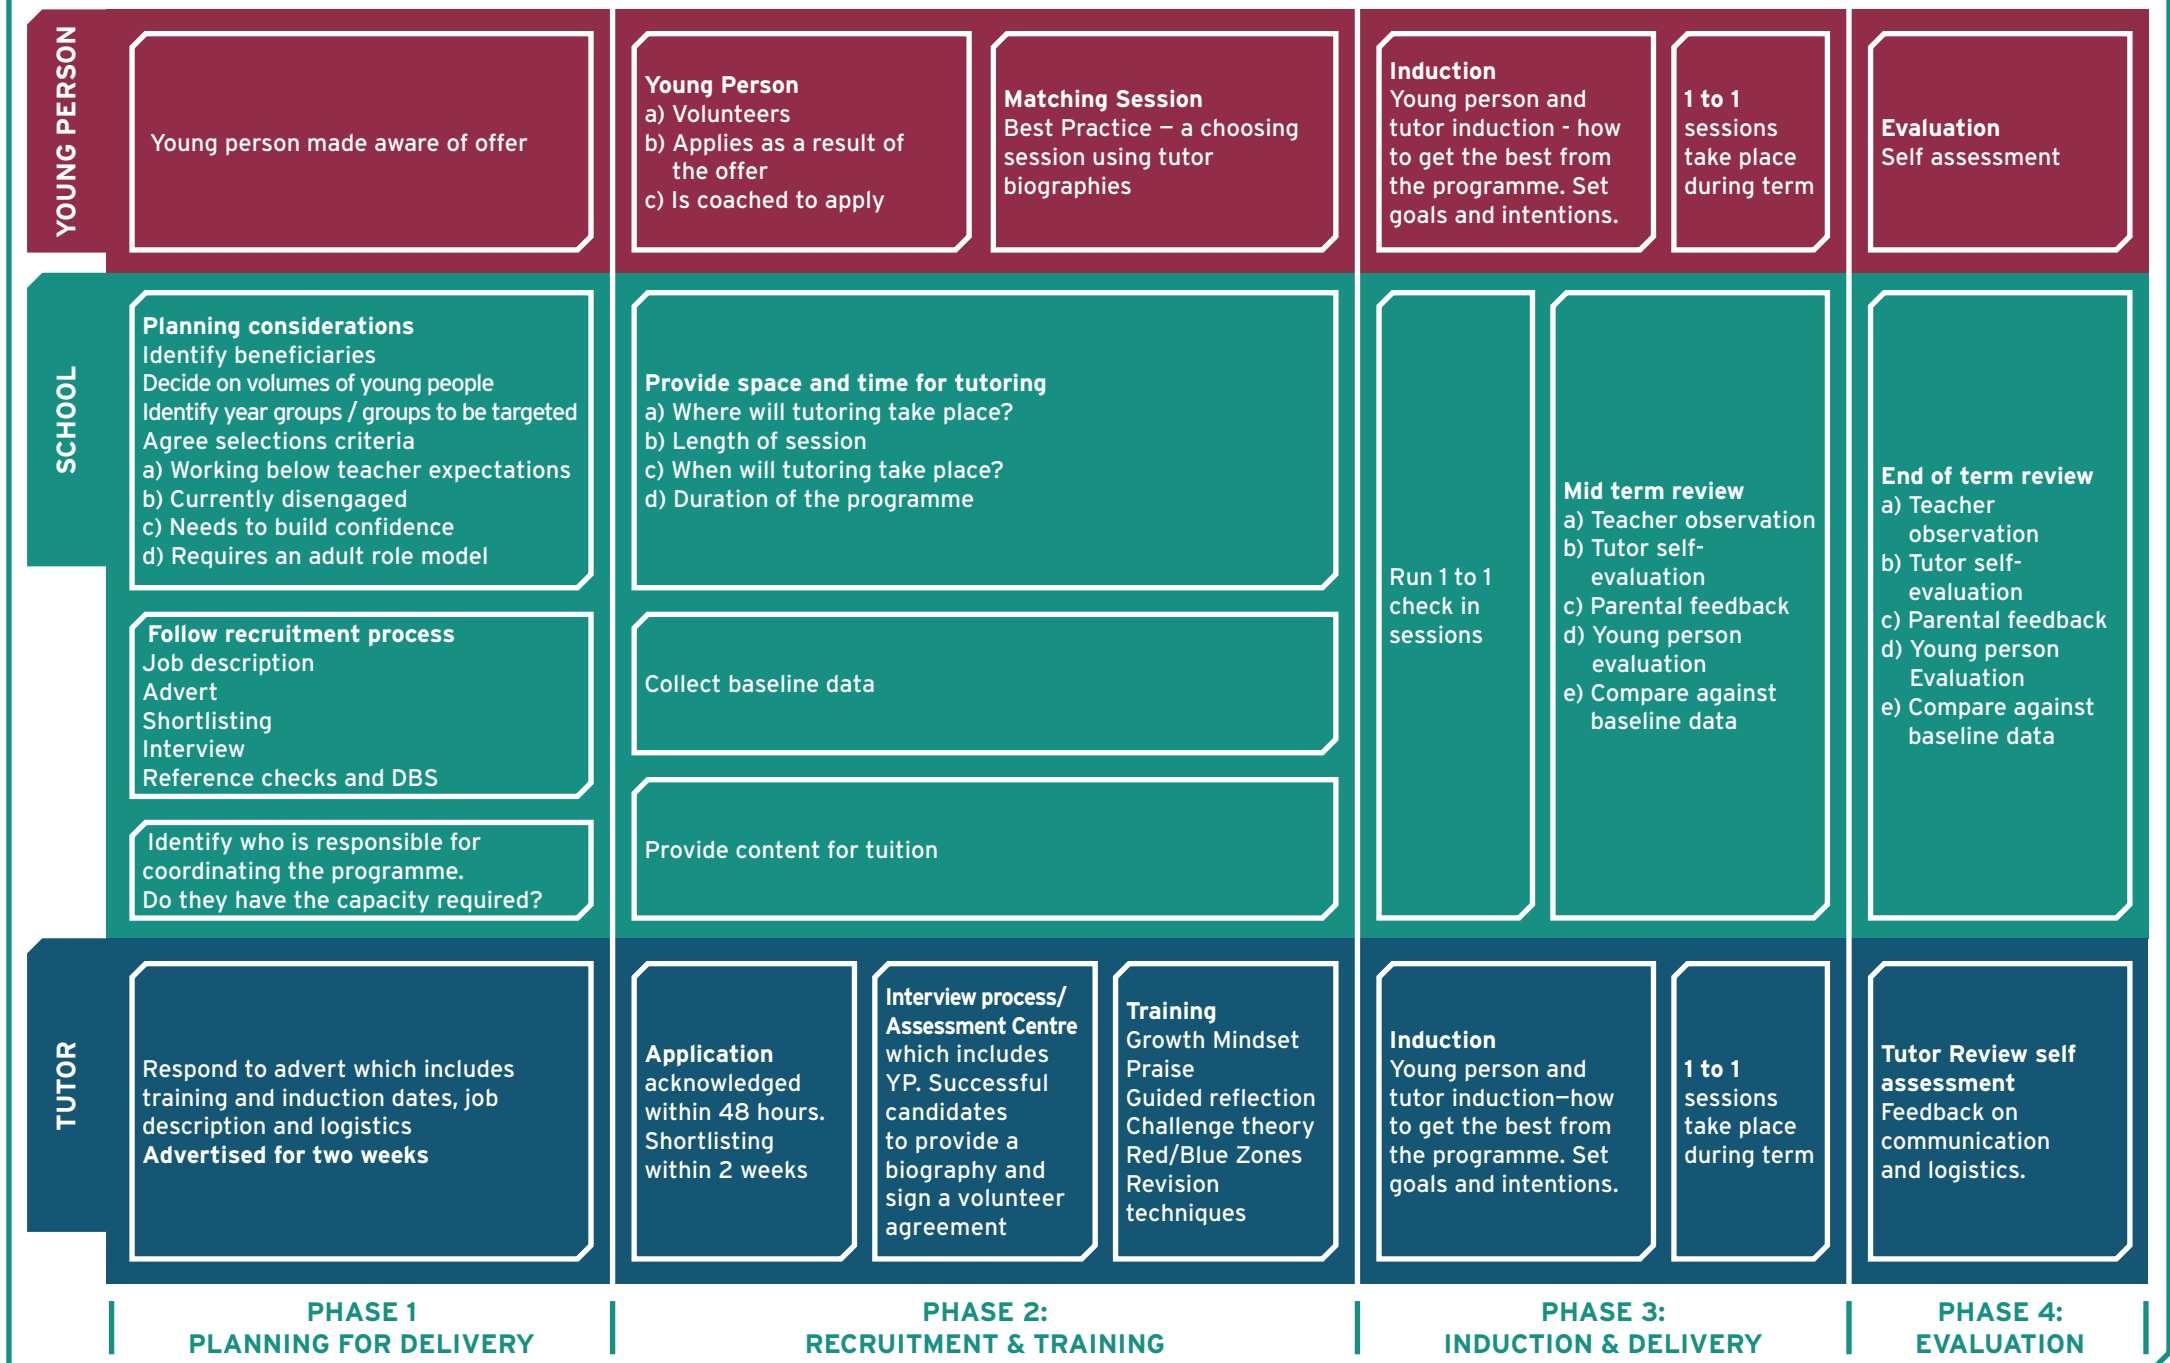 YOUNG PERSON
Young person made aware of offer
Young Person
a) Volunteers
b) Applies as a result of
the offer
c) Is coached to apply
Matching Session
Best Practice – a choosing
session using tutor
biographies
Induction
Young person and
tutor induction - how
to get the best from
the programme. Set
goals and intentions.
1 to 1
sessions
take place
during term
Evaluation
Self assessment
SCHOOL
Planning considerations
Identify beneficiaries
Decide on volumes of young people
Identify year groups / groups to be targeted
Agree selections criteria
a) Working below teacher expectations
b) Currently disengaged
c) Needs to build confidence
d) Requires an adult role model
Follow recruitment process
Job description
Advert
Shortlisting
Interview
Reference checks and DBS
Identify who is responsible for
coordinating the programme.
Do they have the capacity required?
Provide space and time for tutoring
a) Where will tutoring take place?
b) Length of session
c) When will tutoring take place?
d) Duration of the programme
Collect baseline data
Provide content for tuition
Run 1 to 1
check in
sessions
Mid term review
a) Teacher observation
b) Tutor self-
evaluation
c) Parental feedback
d) Young person
evaluation
e) Compare against
baseline data
End of term review
a) Teacher
observation
b) Tutor self-
evaluation
c) Parental feedback
d) Young person
Evaluation
e) Compare against
baseline data
TUTOR
Respond to advert which includes
training and induction dates, job
description and logistics
Advertised for two weeks
Application
acknowledged
within 48 hours.
Shortlisting
within 2 weeks
Interview process/
Assessment Centre
which includes
YP. Successful
candidates
to provide a
biography and
sign a volunteer
agreement
Training
Growth Mindset
Praise
Guided reflection
Challenge theory
Red/Blue Zones
Revision
techniques
Induction
Young person and
tutor induction—how
to get the best from
the programme. Set
goals and intentions.
1 to 1
sessions
take place
during term
Tutor Review self
assessment
Feedback on
communication
and logistics.
PHASE 1
PLANNING FOR DELIVERY
PHASE 2:
RECRUITMENT & TRAINING
PHASE 3:
INDUCTION & DELIVERY
PHASE 4:
EVALUATION